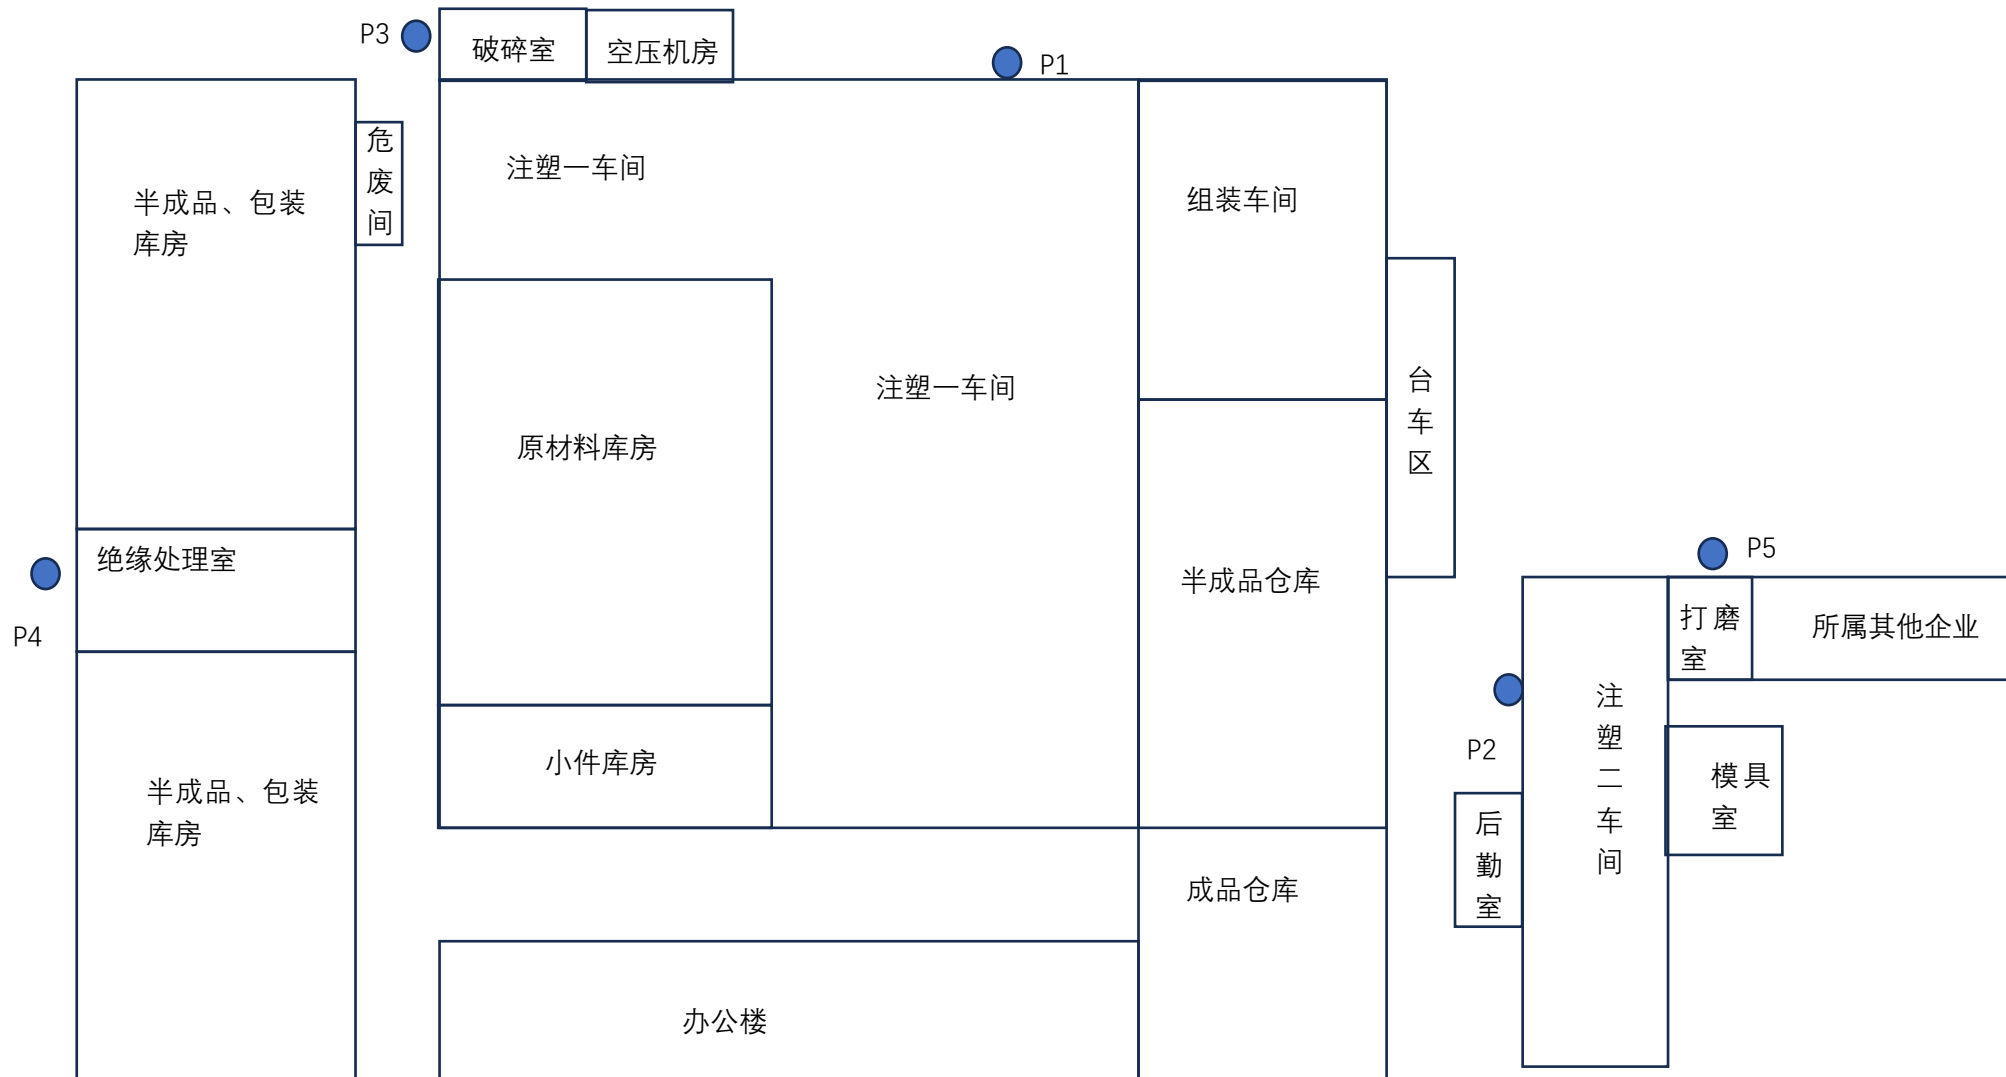 P3
破碎室
空压机房
P1
危
废
间
注塑一车间
半成品、包装
库房
组装车间
注塑一车间
台
车
区
原材料库房
绝缘处理室
P4
半成品仓库
P5
打磨
室
所属其他企业
P2
注
塑
二
车
间
小件库房
模具
室
半成品、包装
库房
后
勤
室
成品仓库
办公楼